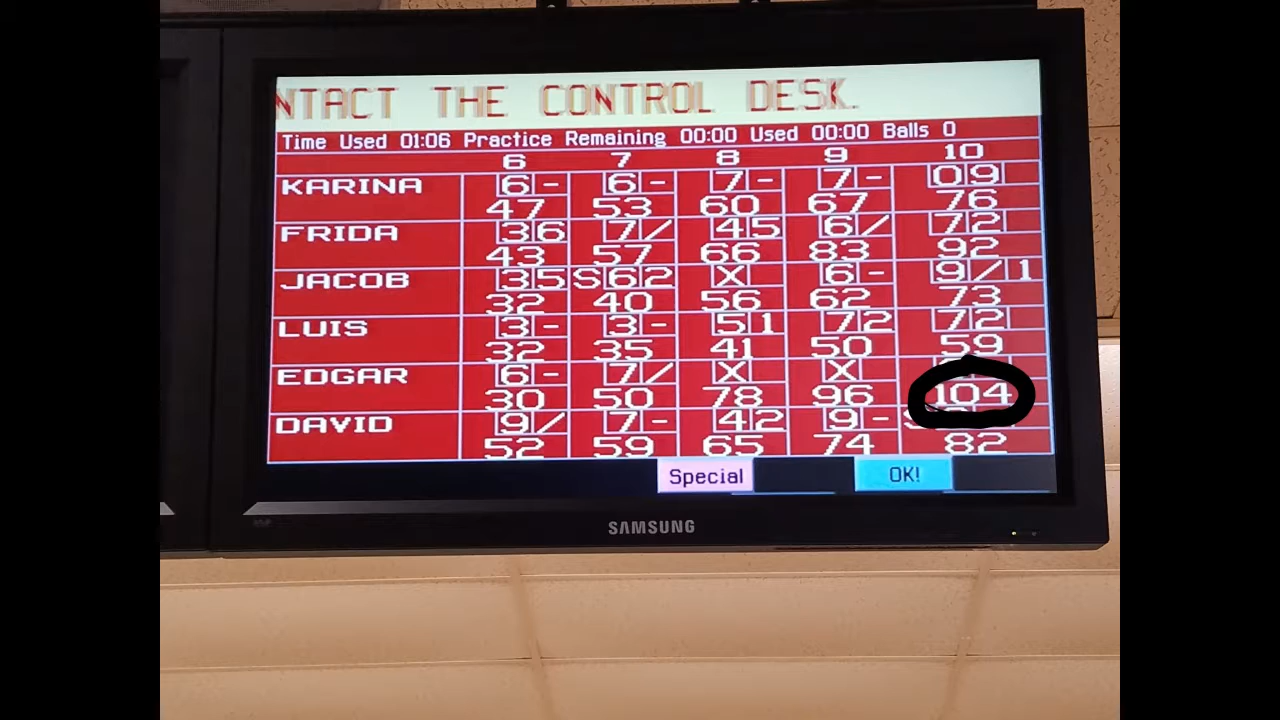 NTACT THE CONTROL DESK.
Time Used 01:06 Practice Remaining 00:00 Used 00:00 Balls 0
6 7 8 9 10
KARINA 6 - 6 - 7 - 7 - 0 9
47 53 60 67 76
FRIDA 3 6 7 / 4 5 6 / 7 2
43 57 66 83 92
JACOB 3 5 S 6 2 X 6 - 9 / 1
32 40 56 62 73
LUIS 3 - 3 - 5 1 7 2 7 2
32 35 41 50 59
EDGAR 6 - 7 / X X
30 50 78 96 104
DAVID 9 / 7 - 4 2 9 -
52 59 65 74 82
Special OK!
SAMSUNG